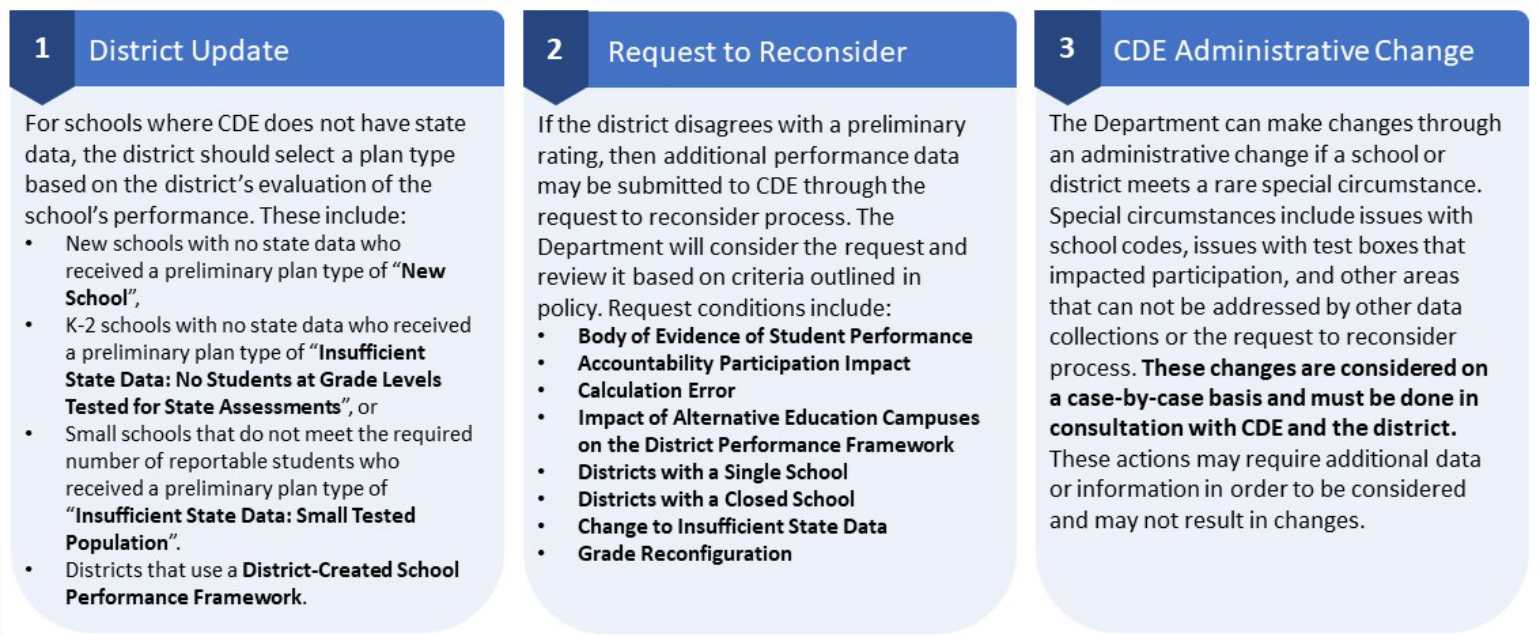 1 District Update
For schools where CDE does not have state
data, the district should select a plan type
based on the district's evaluation of the
school's performance. These include:
• New schools with no state data who
received a preliminary plan type of "New
School",
• K-2 schools with no state data who received
a preliminary plan type of "Insufficient
State Data: No Students at Grade Levels
Tested for State Assessments", or
• Small schools that do not meet the required
number of reportable students who
received a preliminary plan type of
"Insufficient State Data: Small Tested
Population".
• Districts that use a District-Created School
Performance Framework.
2 Request to Reconsider
If the district disagrees with a preliminary
rating, then additional performance data
may be submitted to CDE through the
request to reconsider process. The
Department will consider the request and
review it based on criteria outlined in
policy. Request conditions include:
• Body of Evidence of Student Performance
• Accountability Participation Impact
• Calculation Error
• Impact of Alternative Education Campuses
on the District Performance Framework
• Districts with a Single School
• Districts with a Closed School
• Change to Insufficient State Data
• Grade Reconfiguration
3 CDE Administrative Change
The Department can make changes through
an administrative change if a school or
district meets a rare special circumstance.
Special circumstances include issues with
school codes, issues with test boxes that
impacted participation, and other areas
that can not be addressed by other data
collections or the request to reconsider
process. These changes are considered on
a case-by-case basis and must be done in
consultation with CDE and the district.
These actions may require additional data
or information in order to be considered
and may not result in changes.